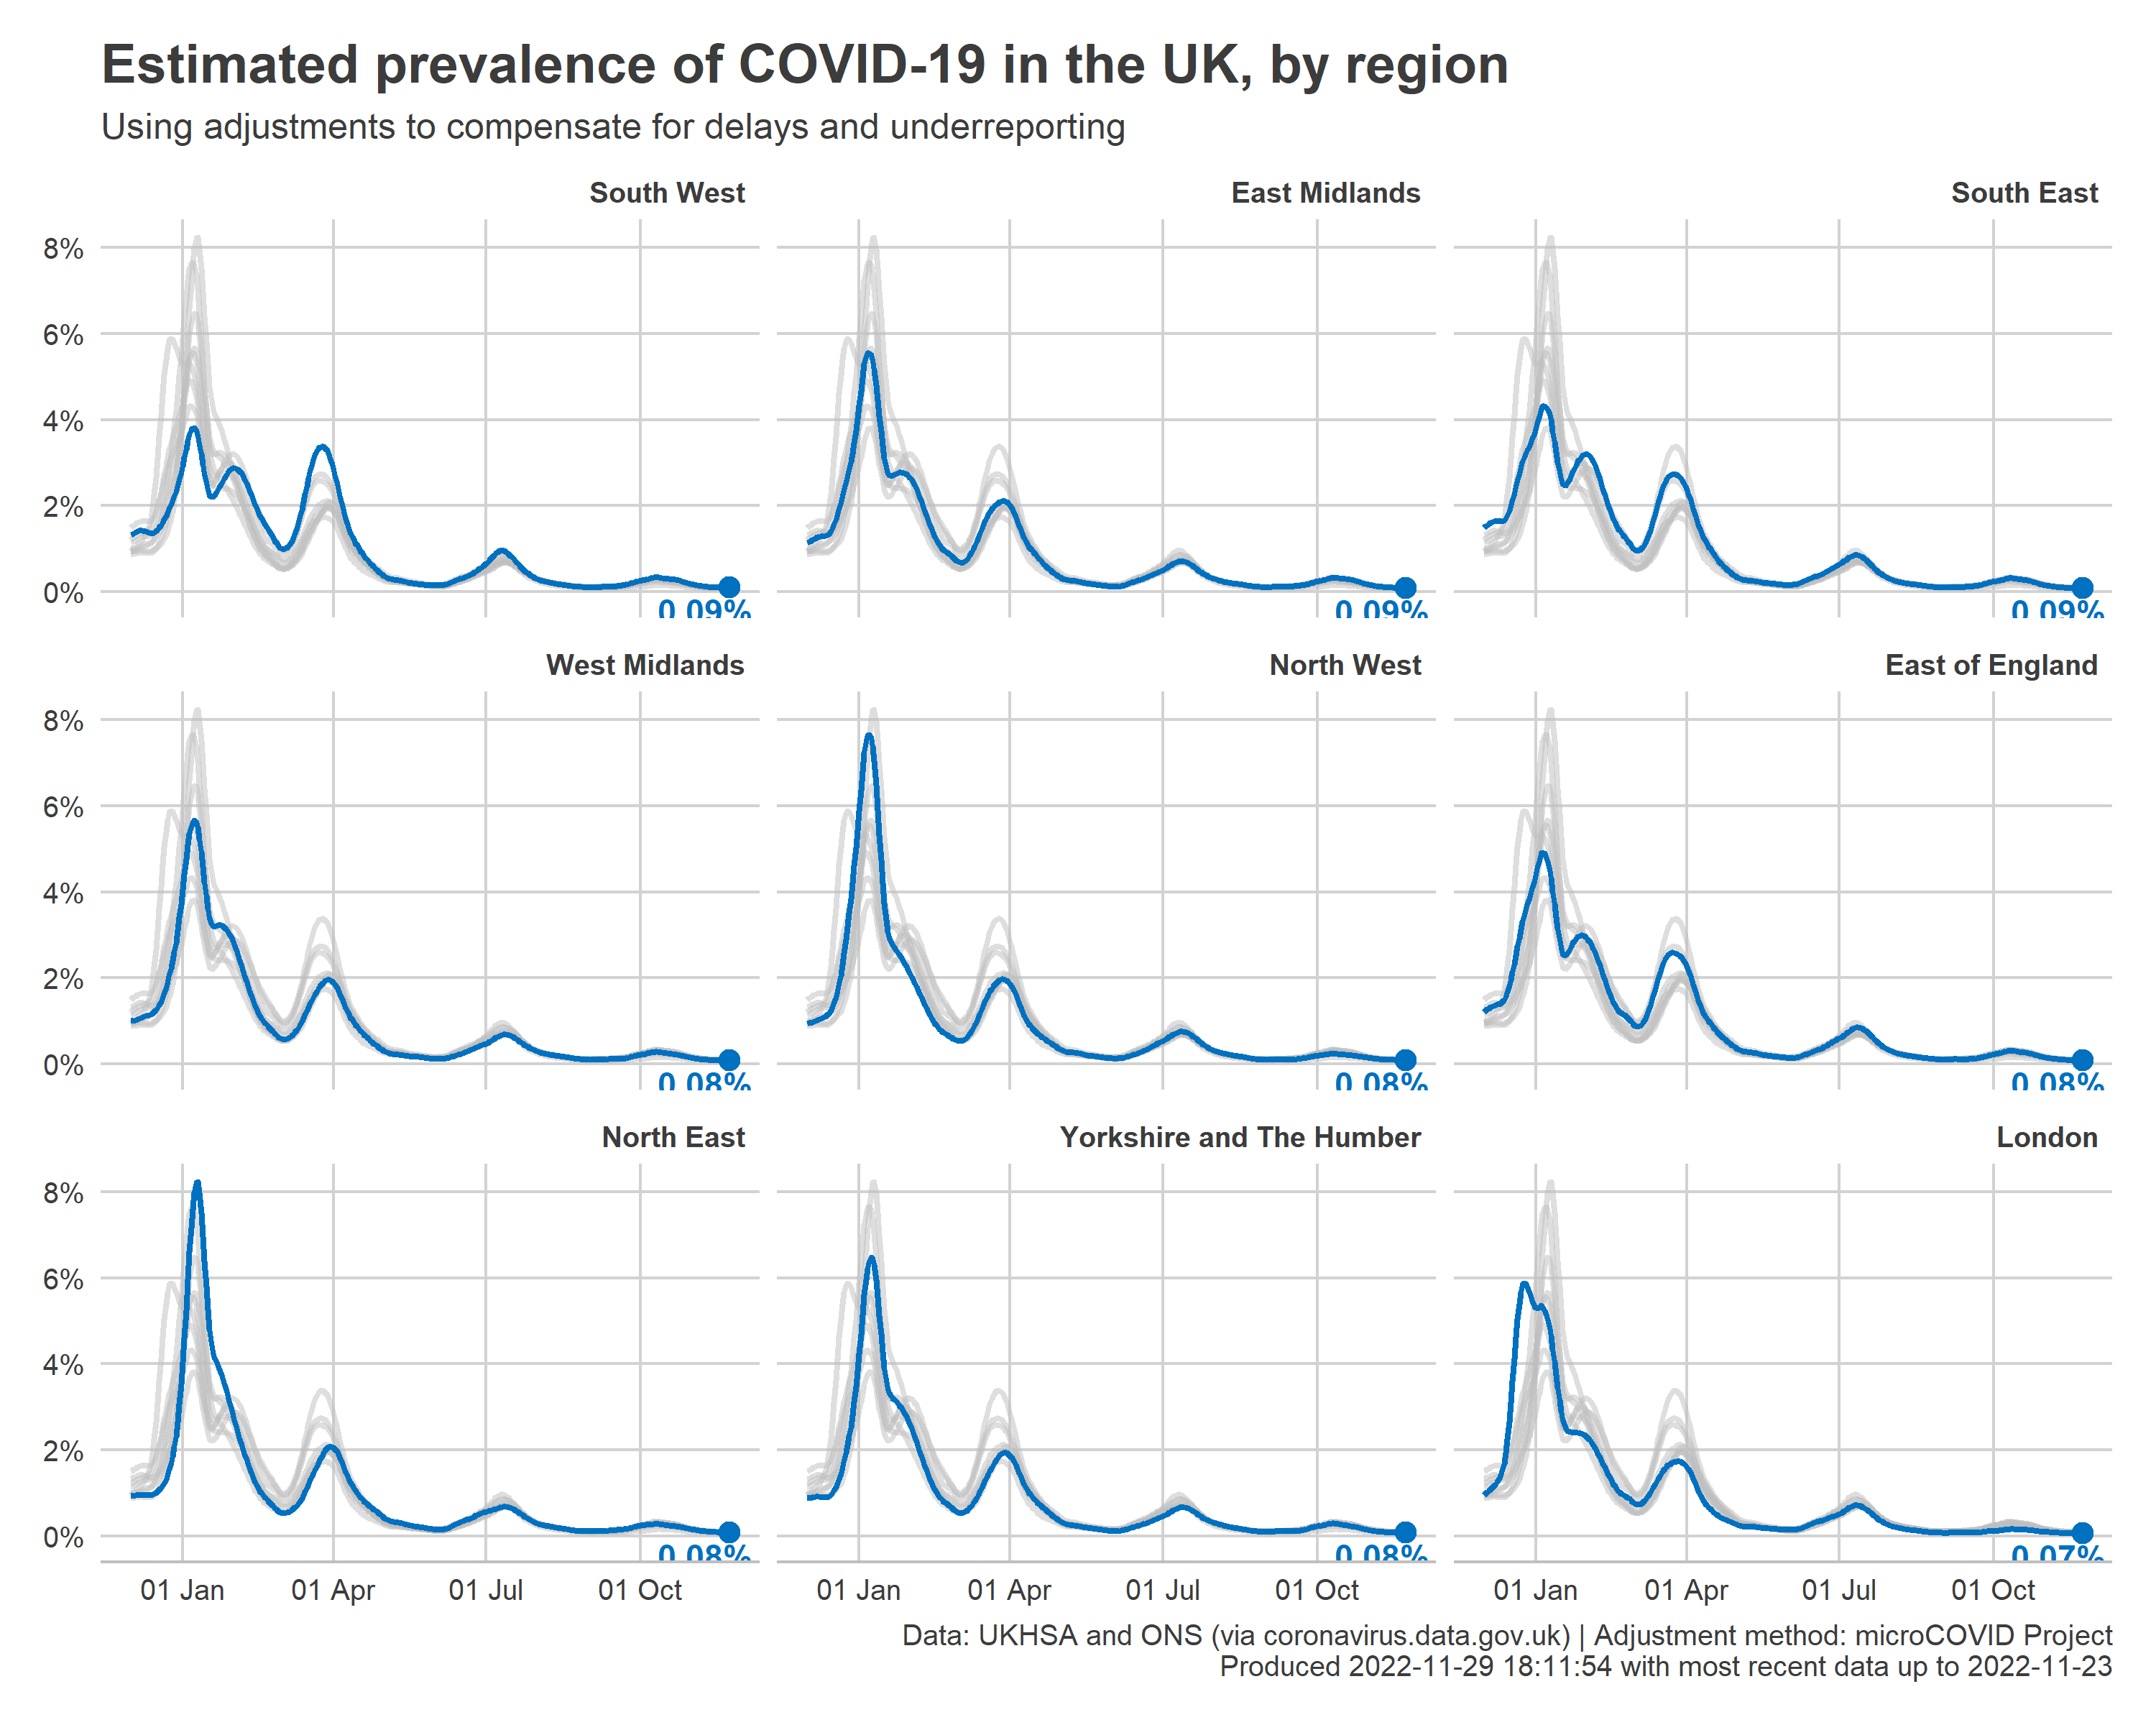 Estimated prevalence of COVID-19 in the UK, by region
Using adjustments to compensate for delays and underreporting
South West East Midlands South East
8%
6%
4%
2%
0%
0.09% 0.09% 0.09%
West Midlands North West East of England
8%
6%
4%
2%
0%
0.08% 0.08% 0.08%
North East Yorkshire and The Humber London
8%
6%
4%
2%
0%
0.08% 0.08% 0.07%
01 Jan 01 Apr 01 Jul 01 Oct 01 Jan 01 Apr 01 Jul 01 Oct 01 Jan 01 Apr 01 Jul 01 Oct
Data: UKHSA and ONS (via coronavirus.data.gov.uk) | Adjustment method: microCOVID Project
Produced 2022-11-29 18:11:54 with most recent data up to 2022-11-23